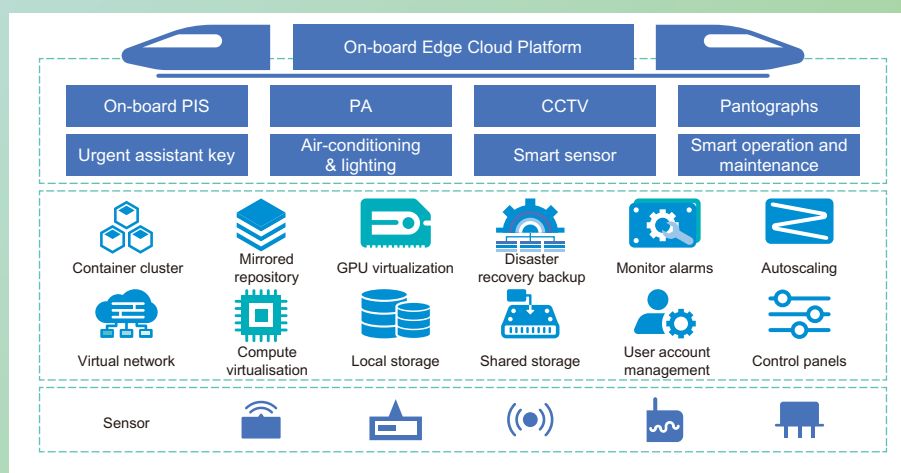 On-board Edge Cloud Platform
On-board PIS
PA
CCTV
Pantographs
Urgent assistant key
Air-conditioning
& lighting
Smart sensor
Smart operation and
maintenance
Container cluster
Mirrored
repository
GPU virtualization
Disaster
recovery backup
Monitor alarms
Autoscaling
Virtual network
Compute
virtualisation
Local storage
Shared storage
User account
management
Control panels
Sensor